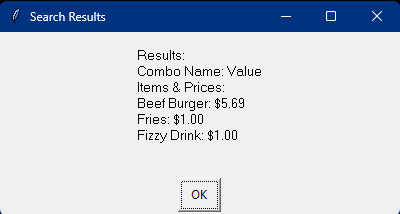 Search Results
Results:
Combo Name: Value
Items & Prices:
Beef Burger: $5.69
Fries: $1.00
Fizzy Drink: $1.00
OK